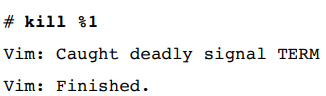 # kill %1
Vim: Caught deadly signal TERM
Vim: Finished.